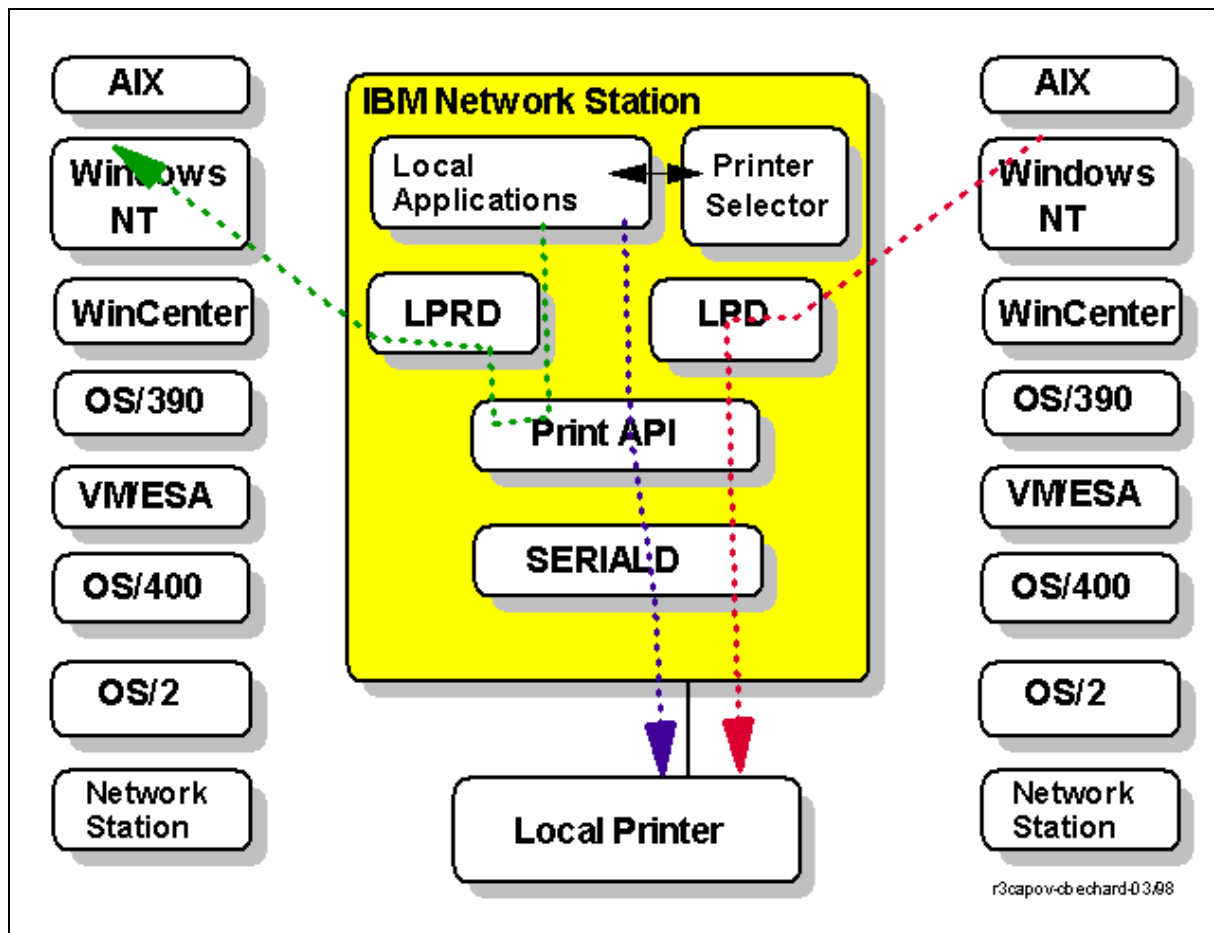 AIX
Windows
NT
WinCenter
OS/390
VM/ESA
OS/400
OS/2
Network
Station
IBM Network Station
Local
Applications
Printer
Selector
LPRD
LPD
Print API
SERIALD
Local Printer
AIX
Windows
NT
WinCenter
OS/390
VM/ESA
OS/400
OS/2
Network
Station
r3capov-cbechard-03/98